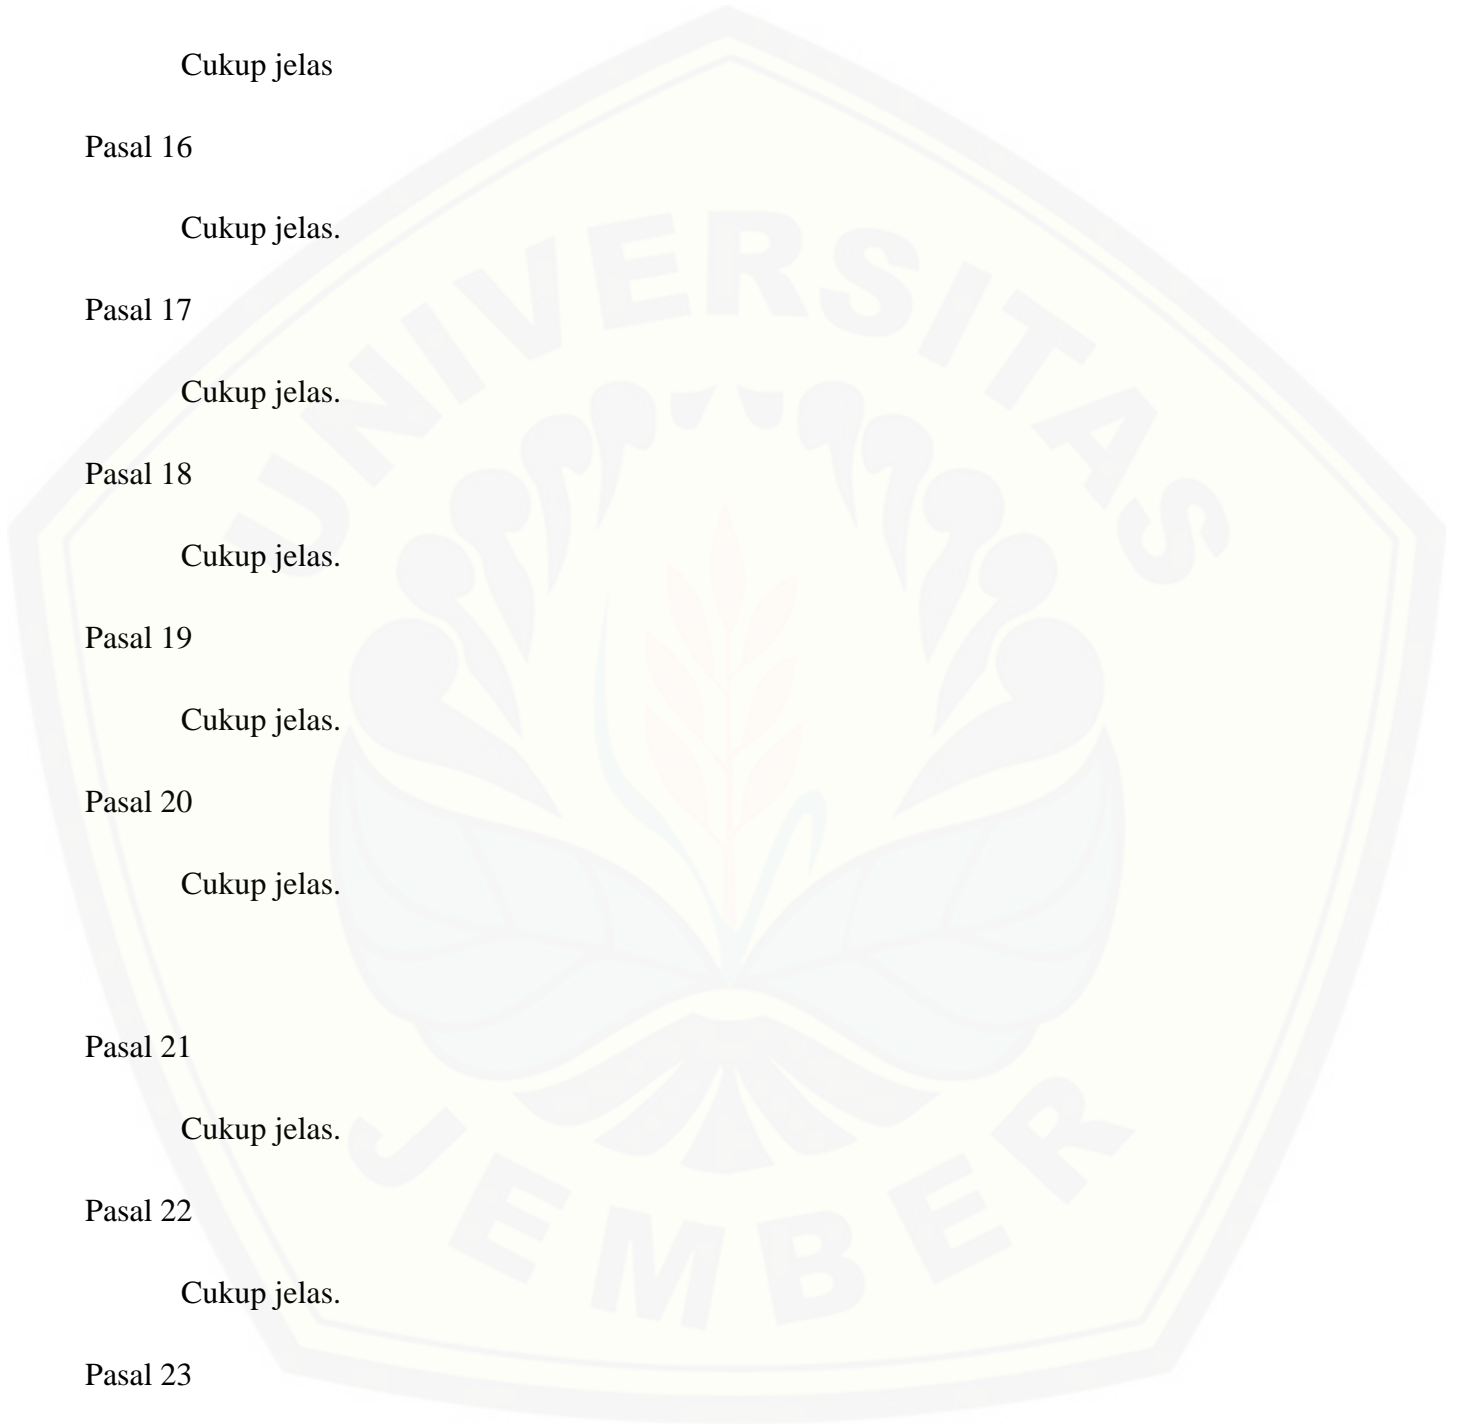 Cukup jelas
Pasal 16
Cukup jelas.
Pasal 17
Cukup jelas.
Pasal 18
Cukup jelas.
Pasal 19
Cukup jelas.
Pasal 20
Cukup jelas.
Pasal 21
Cukup jelas.
Pasal 22
Cukup jelas.
Pasal 23
UNIVERSITAS
JEMBER